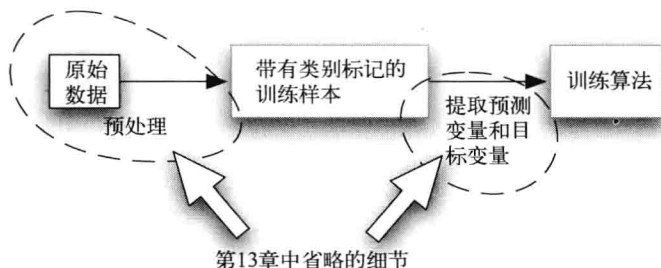 原始
数据
预处理
带有类别标记的
训练样本
提取预测
变量和目
标变量
训练算法
第13章中省略的细节